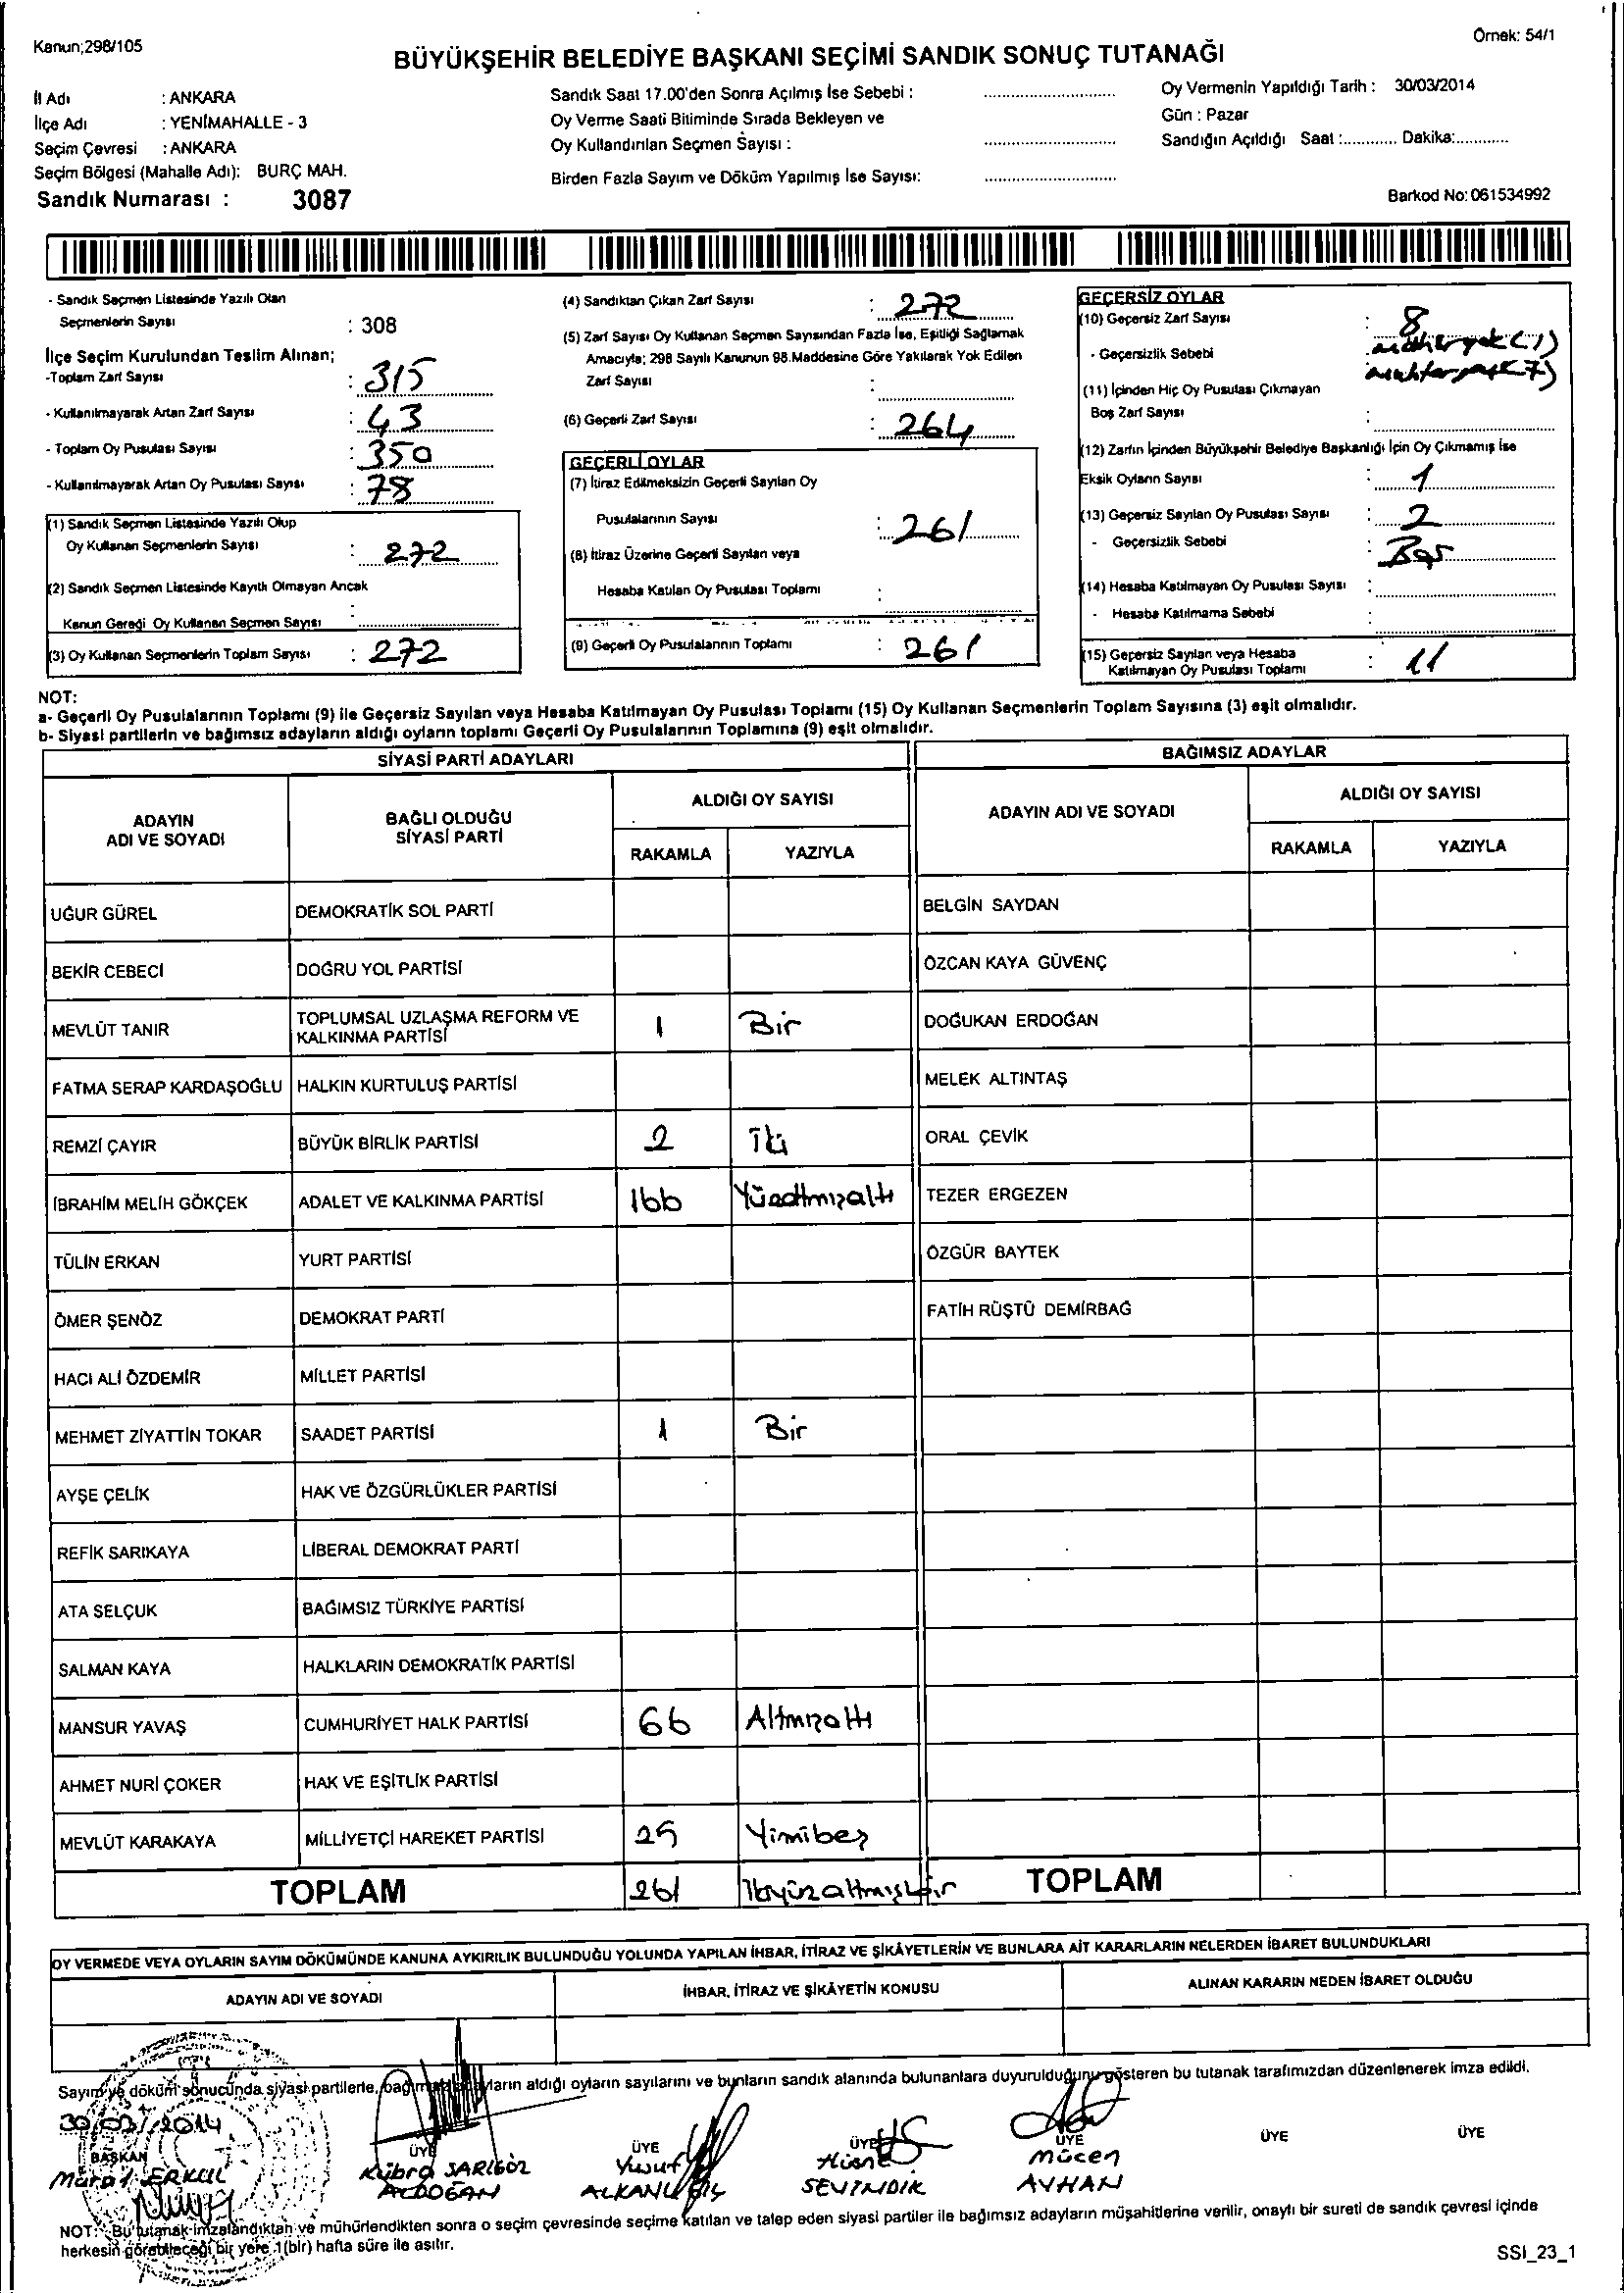 Kanun;298/105
Örnek: 54/1
BÜYÜKŞEHİR BELEDİYE BAŞKANI SEÇİMİ SANDIK SONUÇ TUTANAĞI
İl Adı : ANKARA
İlçe Adı : YENİMAHALLE - 3
Seçim Çevresi : ANKARA
Seçim Bölgesi (Mahalle Adı): BURÇ MAH.
Sandık Numarası : 3087
Sandık Saat 17.00'den Sonra Açılmış İse Sebebi : ............
Oy Verme Saati Bitiminde Sırada Bekleyen ve
Oy Kullandırılan Seçmen Sayısı : ............
Birden Fazla Sayım ve Döküm Yapılmış İse Sayısı: ............
Oy Vermenin Yapıldığı Tarih : 30/03/2014
Gün : Pazar
Sandığın Açıldığı Saat :............ Dakika:............
Barkod No: 061534992
- Sandık Seçmen Listesinde Yazılı Olan
Seçmenlerin Sayısı : 308
İlçe Seçim Kurulundan Teslim Alınan;
-Toplam Zarf Sayısı : 315
- Kullanılmayarak Artan Zarf Sayısı : 43
- Toplam Oy Pusulası Sayısı : 350
- Kullanılmayarak Artan Oy Pusulası Sayısı : 78
(1) Sandık Seçmen Listesinde Yazılı Olup
Oy Kullanan Seçmenlerin Sayısı : 272
(2) Sandık Seçmen Listesinde Kayıtlı Olmayan Ancak
Kanun Gereği Oy Kullanan Seçmen Sayısı :
(3) Oy Kullanan Seçmenlerin Toplam Sayısı : 272
(4) Sandıktan Çıkan Zarf Sayısı : 272
(5) Zarf Sayısı Oy Kullanan Seçmen Sayısından Fazla İse, Eşitliği Sağlamak
Amacıyla; 298 Sayılı Kanunun 98.Maddesine Göre Yakılarak Yok Edilen
Zarf Sayısı :
(6) Geçerli Zarf Sayısı : 264
GEÇERLİ OYLAR
(7) İtiraz Edilmeksizin Geçerli Sayılan Oy
Pusulalarının Sayısı : 261
(8) İtiraz Üzerine Geçerli Sayılan veya
Hesaba Katılan Oy Pusulası Toplamı :
(9) Geçerli Oy Pusulalarının Toplamı : 261
GEÇERSİZ OYLAR
(10) Geçersiz Zarf Sayısı : 8
- Geçersizlik Sebebi : mühür yok (1)
(7)
(11) İçinden Hiç Oy Pusulası Çıkmayan
Boş Zarf Sayısı :
(12) Zarfın İçinden Büyükşehir Belediye Başkanlığı İçin Oy Çıkmamış İse
Eksik Oyların Sayısı : 1
(13) Geçersiz Sayılan Oy Pusulası Sayısı : 2
- Geçersizlik Sebebi : Boş
(14) Hesaba Katılmayan Oy Pusulası Sayısı :
- Hesaba Katılmama Sebebi :
(15) Geçersiz Sayılan veya Hesaba
Katılmayan Oy Pusulası Toplamı : 11
NOT:
a- Geçerli Oy Pusulalarının Toplamı (9) ile Geçersiz Sayılan veya Hesaba Katılmayan Oy Pusulası Toplamı (15) Oy Kullanan Seçmenlerin Toplam Sayısına (3) eşit olmalıdır.
b- Siyasi partilerin ve bağımsız adayların aldığı oyların toplamı Geçerli Oy Pusulalarının Toplamına (9) eşit olmalıdır.
SİYASİ PARTİ ADAYLARI
BAĞIMSIZ ADAYLAR
ADAYIN ADI VE SOYADI
BAĞLI OLDUĞU SİYASİ PARTİ
ALDIĞI OY SAYISI
RAKAMLA YAZIYLA
ADAYIN ADI VE SOYADI
ALDIĞI OY SAYISI
RAKAMLA YAZIYLA
UĞUR GÜREL DEMOKRATİK SOL PARTİ BELGİN SAYDAN
BEKİR CEBECİ DOĞRU YOL PARTİSİ ÖZCAN KAYA GÜVENÇ
MEVLÜT TANIR TOPLUMSAL UZLAŞMA REFORM VE KALKINMA PARTİSİ 1 Bir DOĞUKAN ERDOĞAN
FATMA SERAP KARDAŞOĞLU HALKIN KURTULUŞ PARTİSİ MELEK ALTINTAŞ
REMZİ ÇAYIR BÜYÜK BİRLİK PARTİSİ 2 İki ORAL ÇEVİK
İBRAHİM MELİH GÖKÇEK ADALET VE KALKINMA PARTİSİ 166 Yüzatmışaltı TEZER ERGEZEN
TÜLİN ERKAN YURT PARTİSİ ÖZGÜR BAYTEK
ÖMER ŞENÖZ DEMOKRAT PARTİ FATİH RÜŞTÜ DEMİRBAĞ
HACI ALİ ÖZDEMİR MİLLET PARTİSİ
MEHMET ZİYATTİN TOKAR SAADET PARTİSİ 1 Bir
AYŞE ÇELİK HAK VE ÖZGÜRLÜKLER PARTİSİ
REFİK SARIKAYA LİBERAL DEMOKRAT PARTİ
ATA SELÇUK BAĞIMSIZ TÜRKİYE PARTİSİ
SALMAN KAYA HALKLARIN DEMOKRATİK PARTİSİ
MANSUR YAVAŞ CUMHURİYET HALK PARTİSİ 66 Altmışaltı
AHMET NURİ ÇOKER HAK VE EŞİTLİK PARTİSİ
MEVLÜT KARAKAYA MİLLİYETÇİ HAREKET PARTİSİ 25 Yimibeş
TOPLAM 261 İkiyüzaltmışbir TOPLAM
OY VERMEDE VEYA OYLARIN SAYIM DÖKÜMÜNDE KANUNA AYKIRILIK BULUNDUĞU YOLUNDA YAPILAN İHBAR, İTİRAZ VE ŞİKÂYETLERİN VE BUNLARA AİT KARARLARIN NELERDEN İBARET BULUNDUKLARI
ADAYIN ADI VE SOYADI İHBAR, İTİRAZ VE ŞİKÂYETİN KONUSU ALINAN KARARIN NEDEN İBARET OLDUĞU
Sayım ve döküm sonucunda siyasi partilerle, bağımsız adayların aldığı oyların sayılarını ve bunların sandık alanında bulunanlara duyurulduğunu gösteren bu tutanak tarafımızdan düzenlenerek imza edildi.
30/03/2014
BAŞKAN ÜYE ÜYE ÜYE ÜYE ÜYE ÜYE
ERKUL Kübra SARIGÖZ Yusuf Hüsne Mücen
ALDOĞAN ALKANLI SEVİNDİK AYHAN
NOT: Bu tutanak imzalandıktan ve mühürlendikten sonra o seçim çevresinde seçime katılan ve talep eden siyasi partiler ile bağımsız adayların müşahitlerine verilir, onaylı bir sureti de sandık çevresi içinde
herkesin görebileceği bir yere 1(bir) hafta süre ile asılır.
SSI_23_1